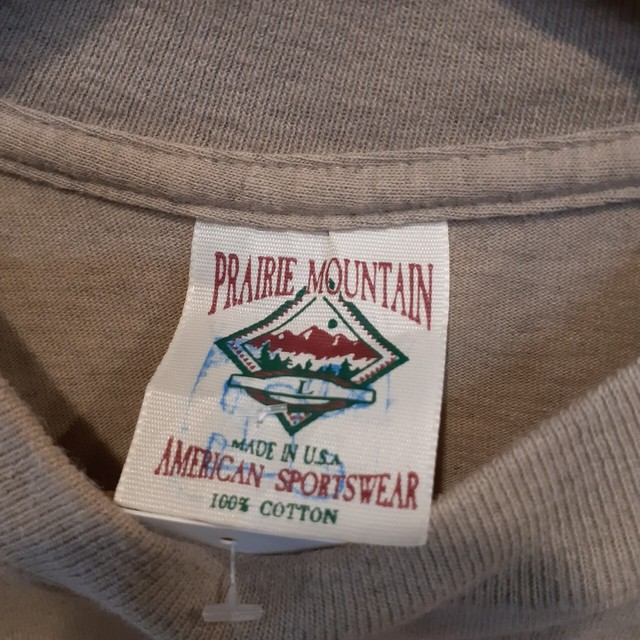 PRAIRIE MOUNTAIN
L
MADE IN U.S.A
AMERICAN SPORTSWEAR
100% COTTON